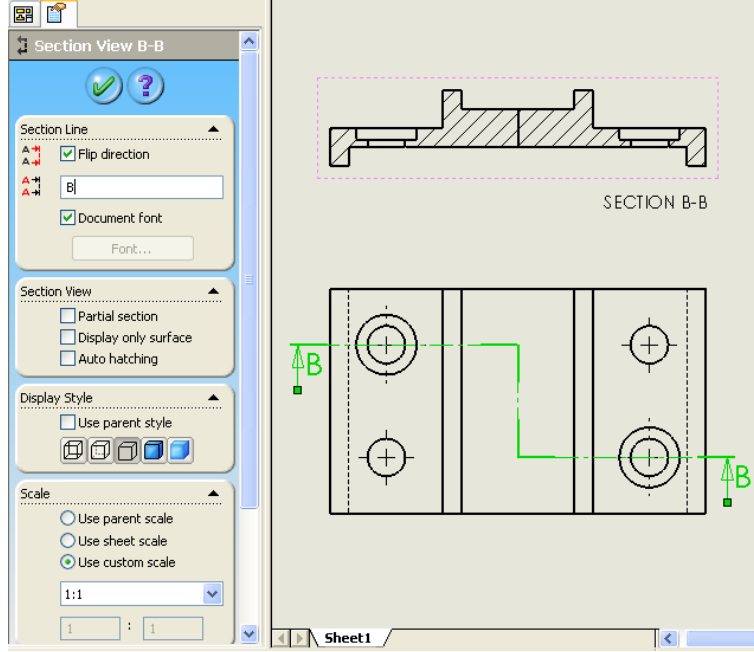 Section View B-B
?
Section Line
A
A
Flip direction
A
A
B
Document font
Font...
Section View
Partial section
Display only surface
Auto hatching
Display Style
Use parent style
Scale
Use parent scale
Use sheet scale
Use custom scale
1:1
1 : 1
SECTION B-B
B
B
Sheet1